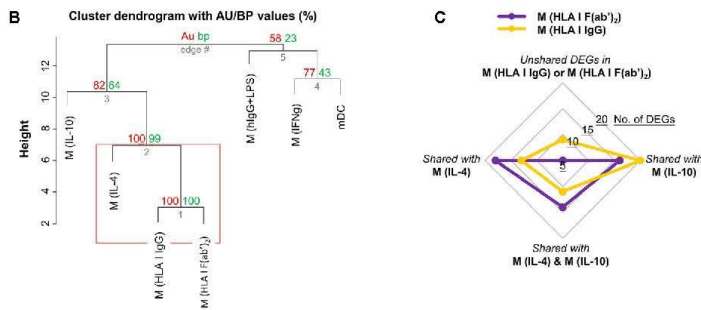 B Cluster dendrogram with AU/BP values (%)
Au bp
edge #
58 23
5
82 64
3
77 43
4
100 99
2
100 100
1
Height
12
10
8
6
4
2
M (IL-10)
M (hIgG+LPS)
M (IFNg)
mDC
M (IL-4)
M (HLA I IgG)
M (HLA I F(ab')₂)
C
M (HLA I F(ab')₂)
M (HLA I IgG)
Unshared DEGs in
M (HLA I IgG) or M (HLA I F(ab')₂)
20 No. of DEGs
15
10
5
Shared with
M (IL-4)
Shared with
M (IL-10)
Shared with
M (IL-4) & M (IL-10)